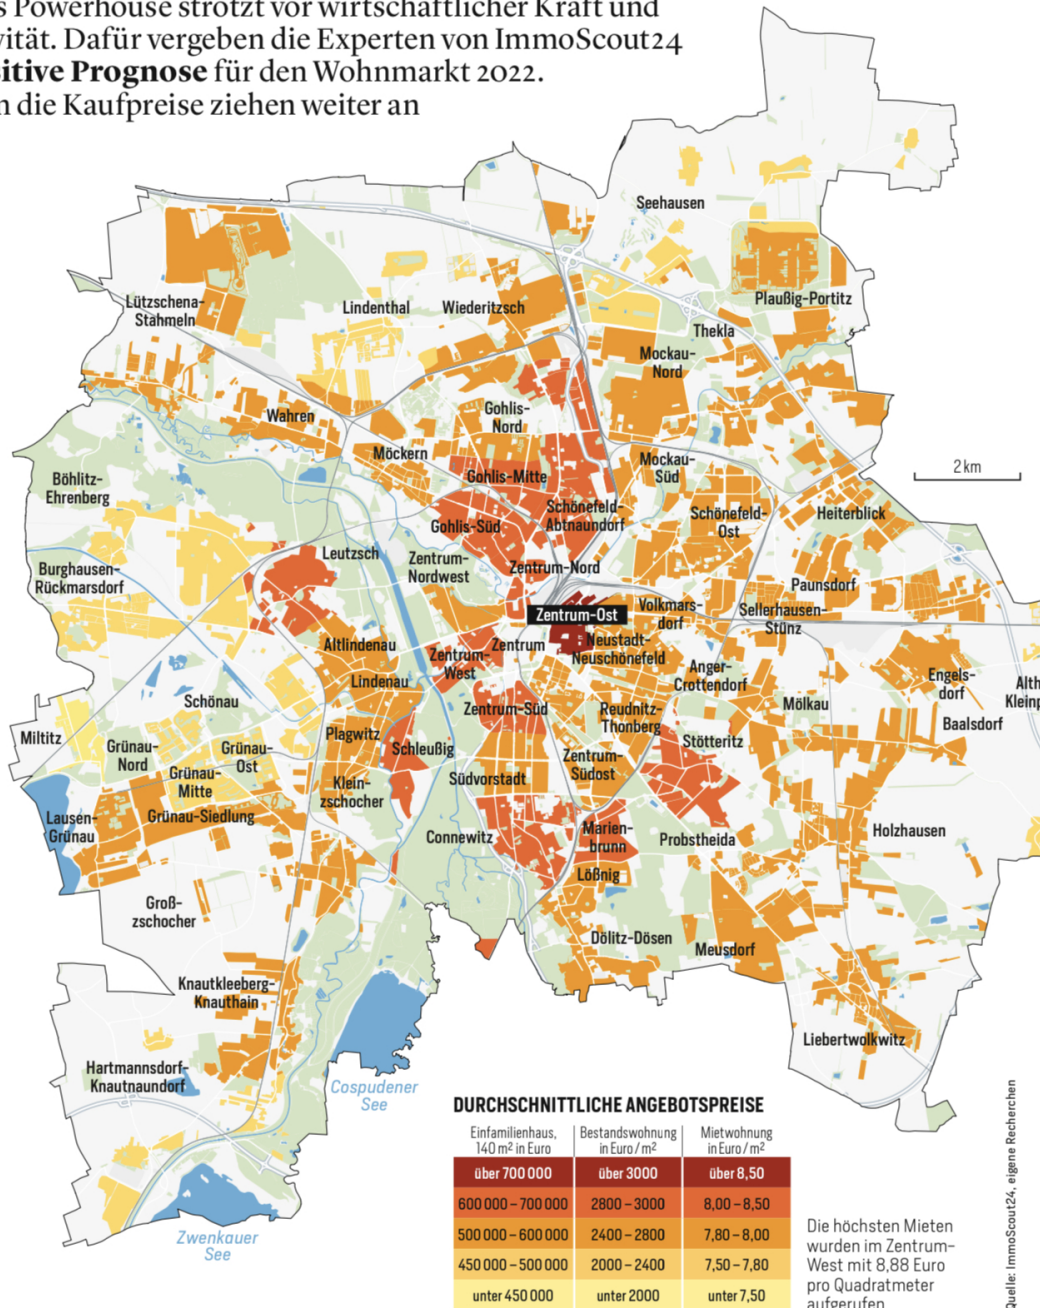 s Powerhouse strotzt vor wirtschaftlicher Kraft und
vität. Dafür vergeben die Experten von ImmoScout24
sitive Prognose für den Wohnmarkt 2022.
n die Kaufpreise ziehen weiter an
Seehausen
Plaußig-Portitz
Lützschena-
Stahmeln
Lindenthal
Wiederitzsch
Thekla
Mockau-
Nord
Wahren
Gohlis-
Nord
Möckern
Gohlis-Mitte
Mockau-
Süd
2 km
Böhlitz-
Ehrenberg
Gohlis-Süd
Schönefeld-
Abtnaundorf
Schönefeld-
Ost
Heiterblick
Leutzsch
Zentrum-
Nordwest
Zentrum-Nord
Burghausen-
Rückmarsdorf
Paunsdorf
Zentrum-Ost
Volkmars-
dorf
Sellerhausen-
Stünz
Altlindenau
Zentrum-
West
Zentrum
Neustadt-
Neuschönefeld
Anger-
Crottendorf
Engels-
dorf
Alth
Kleinp
Lindenau
Schönau
Zentrum-Süd
Reudnitz-
Thonberg
Mölkau
Baalsdorf
Miltitz
Grünau-
Nord
Grünau-
Ost
Plagwitz
Schleußig
Stötteritz
Grünau-
Mitte
Klein-
zschocher
Südvorstadt
Zentrum-
Südost
Lausen-
Grünau
Grünau-Siedlung
Connewitz
Marien-
brunn
Probstheida
Holzhausen
Lößnig
Groß-
zschocher
Dölitz-Dösen
Meusdorf
Knautkleeberg-
Knauthain
Liebertwolkwitz
Hartmannsdorf-
Knautnaundorf
Cospudener
See
Zwenkauer
See
DURCHSCHNITTLICHE ANGEBOTSPREISE
Einfamilienhaus, Bestandswohnung Mietwohnung
140 m² in Euro in Euro / m² in Euro / m²
über 700 000 über 3000 über 8,50
600 000 – 700 000 2800 – 3000 8,00 – 8,50
500 000 – 600 000 2400 – 2800 7,80 – 8,00
450 000 – 500 000 2000 – 2400 7,50 – 7,80
unter 450 000 unter 2000 unter 7,50
Die höchsten Mieten
wurden im Zentrum-
West mit 8,88 Euro
pro Quadratmeter
aufgerufen
Quelle: ImmoScout24, eigene Recherchen